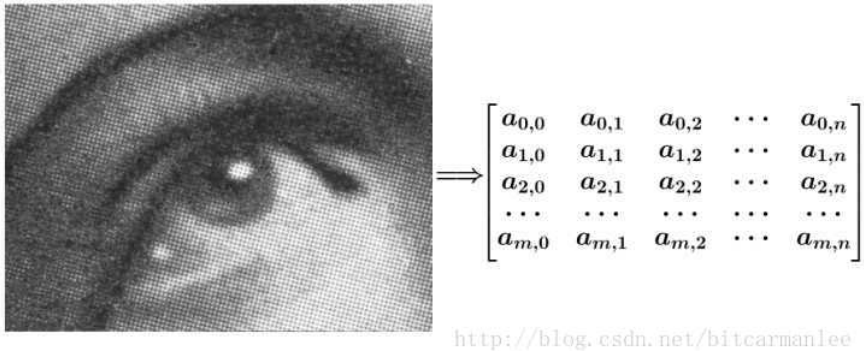 ⟹ a0,0 a0,1 a0,2 ⋯ a0,n
a1,0 a1,1 a1,2 ⋯ a1,n
a2,0 a2,1 a2,2 ⋯ a2,n
⋯ ⋯ ⋯ ⋯ ⋯
am,0 am,1 am,2 ⋯ am,n
http://blog.csdn.net/bitcarmanlee